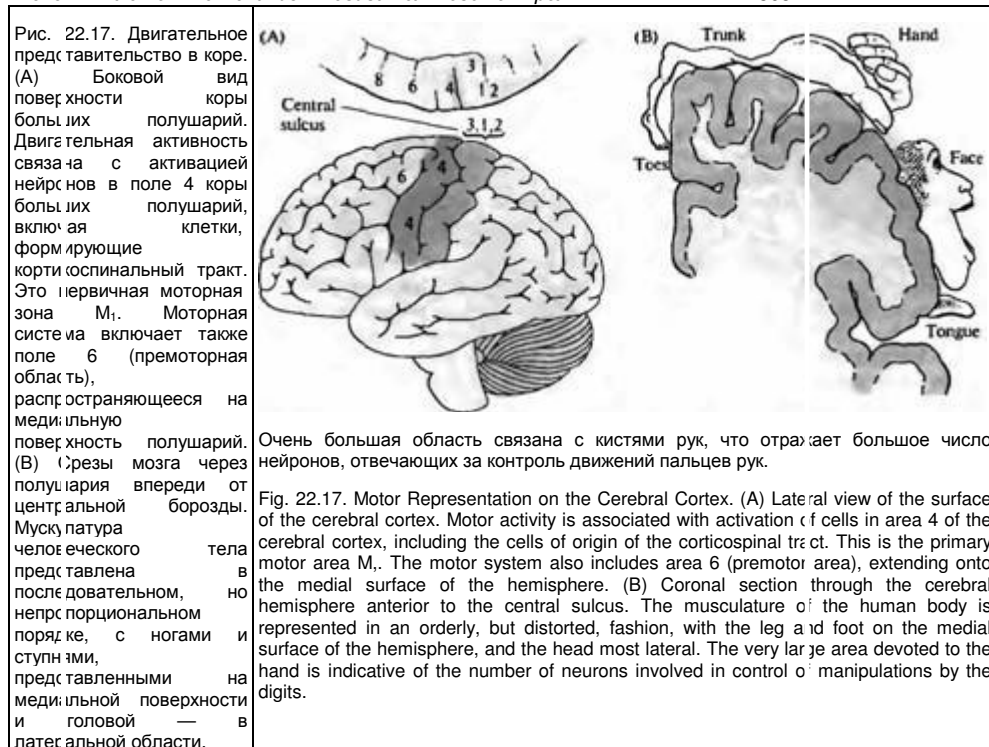 Рис. 22.17. Двигательное
представительство в коре.
(A) Боковой вид
поверхности коры
больших полушарий.
Двигательная активность
связана с активацией
нейронов в поле 4 коры
больших полушарий,
включая клетки,
формирующие
кортикоспинальный тракт.
Это первичная моторная
зона M₁. Моторная
система включает также
поле 6 (премоторная
область),
распространяющееся на
медиальную
поверхность полушарий.
(B) Срезы мозга через
полушария впереди от
центральной борозды.
Мускулатура
человеческого тела
представлена в
последовательном, но
непропорциональном
порядке, с ногами и
ступнями,
представленными на
медиальной поверхности
и головой — в
латеральной области.
(A)
8 6 4 3 1 2
Central
sulcus
3,1,2
6 4
4
(B)
Trunk
Hand
Toes
Face
Tongue
Очень большая область связана с кистями рук, что отражает большое число
нейронов, отвечающих за контроль движений пальцев рук.
Fig. 22.17. Motor Representation on the Cerebral Cortex. (A) Lateral view of the surface
of the cerebral cortex. Motor activity is associated with activation of cells in area 4 of the
cerebral cortex, including the cells of origin of the corticospinal tract. This is the primary
motor area M,. The motor system also includes area 6 (premotor area), extending onto
the medial surface of the hemisphere. (B) Coronal section through the cerebral
hemisphere anterior to the central sulcus. The musculature of the human body is
represented in an orderly, but distorted, fashion, with the leg and foot on the medial
surface of the hemisphere, and the head most lateral. The very large area devoted to the
hand is indicative of the number of neurons involved in control of manipulations by the
digits.